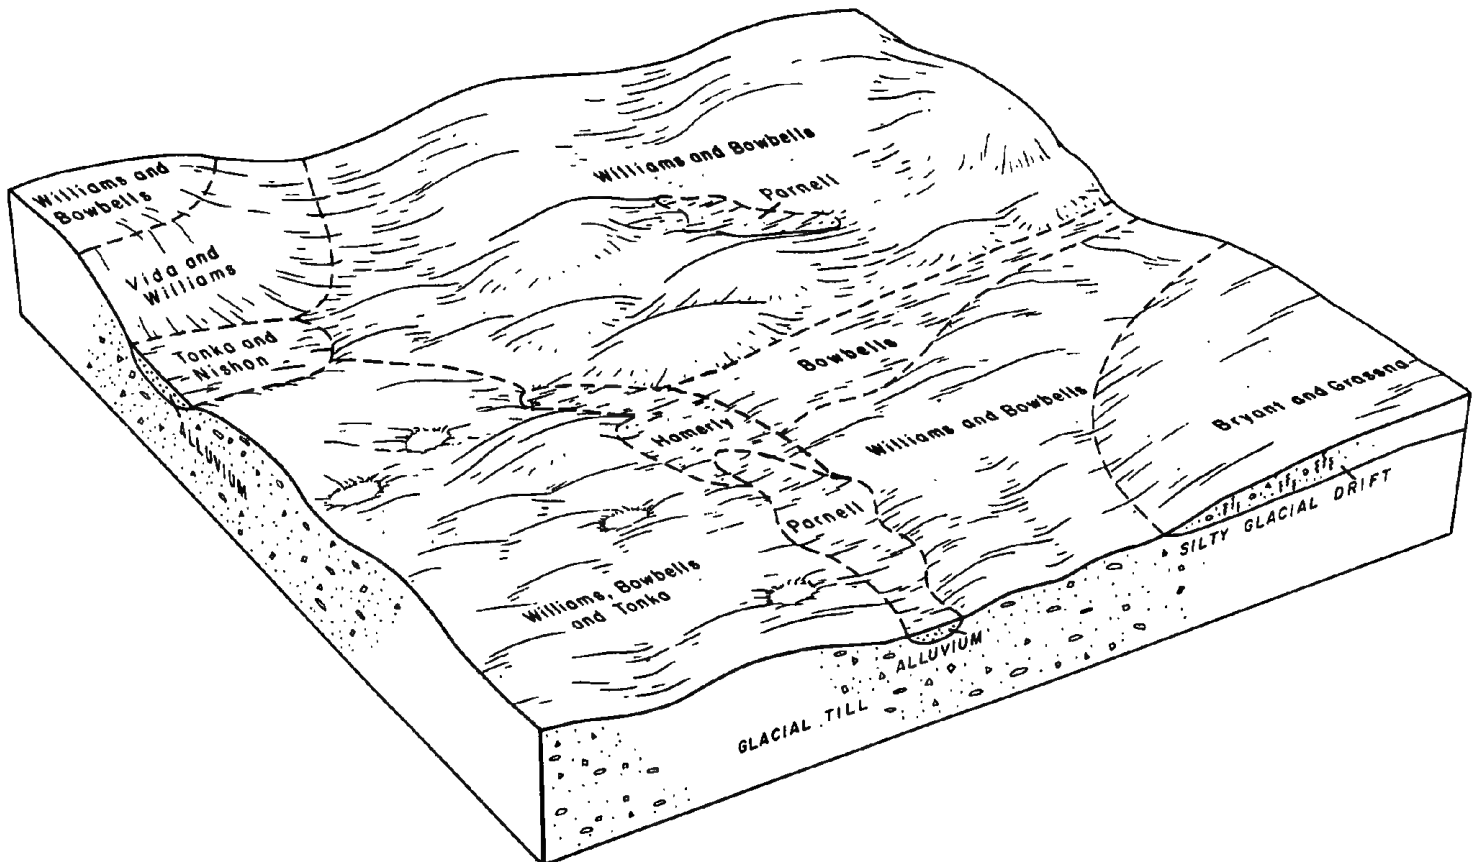 Williams and
Bowbells
Williams and Bowbells
Parnell
Vida and
Williams
Tonka and
Nishon
Bowbells
Hamerly
Williams and Bowbells
Bryant and Grassna
ALLUVIUM
Parnell
SILTY GLACIAL DRIFT
Williams, Bowbells
and Tonka
ALLUVIUM
GLACIAL TILL